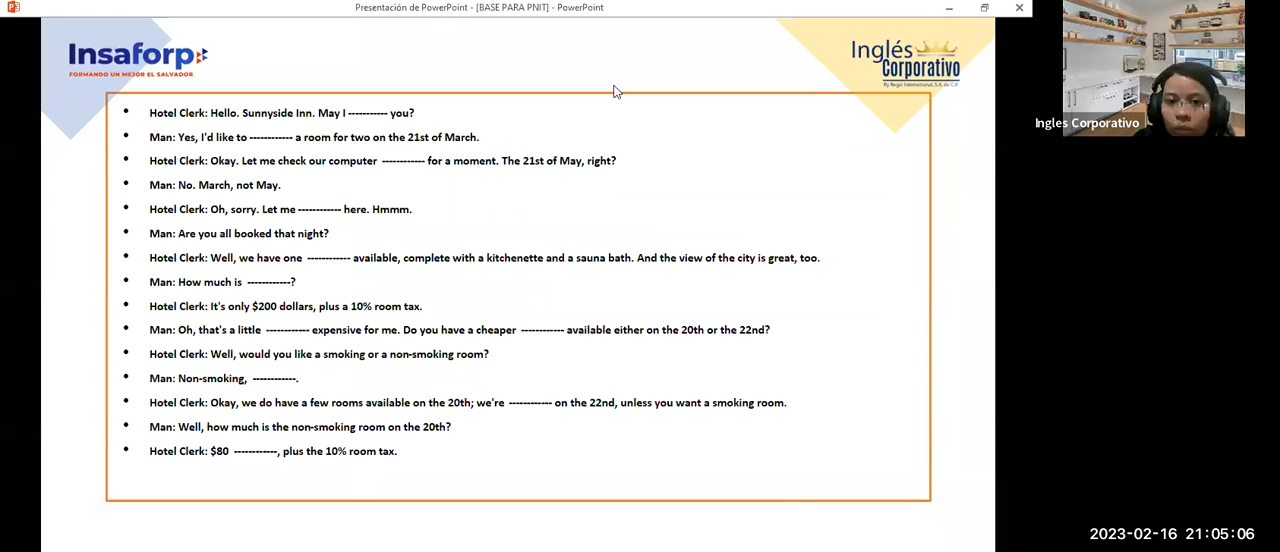 Presentación de PowerPoint - [BASE PARA PNIT] - PowerPoint
Insaforp
FORMANDO UN MEJOR EL SALVADOR
Inglés
Corporativo
By Regal International, S.A. de C.V.
• Hotel Clerk: Hello. Sunnyside Inn. May I ---------- you?
• Man: Yes, I'd like to ----------- a room for two on the 21st of March.
• Hotel Clerk: Okay. Let me check our computer ----------- for a moment. The 21st of May, right?
• Man: No. March, not May.
• Hotel Clerk: Oh, sorry. Let me ----------- here. Hmmm.
• Man: Are you all booked that night?
• Hotel Clerk: Well, we have one ----------- available, complete with a kitchenette and a sauna bath. And the view of the city is great, too.
• Man: How much is -----------?
• Hotel Clerk: It's only $200 dollars, plus a 10% room tax.
• Man: Oh, that's a little ----------- expensive for me. Do you have a cheaper ----------- available either on the 20th or the 22nd?
• Hotel Clerk: Well, would you like a smoking or a non-smoking room?
• Man: Non-smoking, -----------.
• Hotel Clerk: Okay, we do have a few rooms available on the 20th; we're ----------- on the 22nd, unless you want a smoking room.
• Man: Well, how much is the non-smoking room on the 20th?
• Hotel Clerk: $80 -----------, plus the 10% room tax.
Ingles Corporativo
2023-02-16 21:05:06